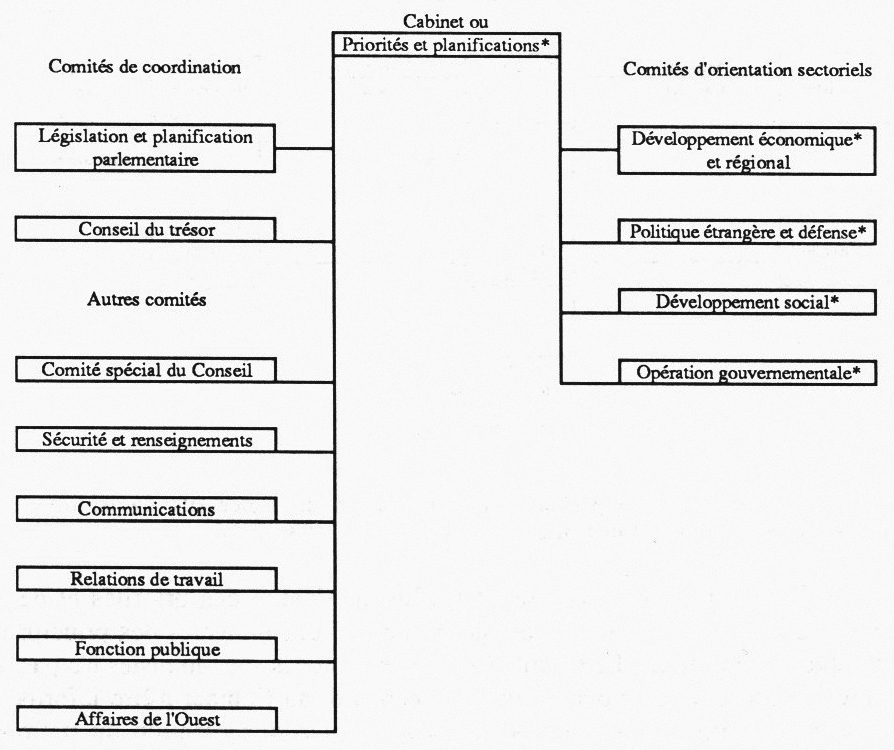 Cabinet ou
Priorités et planifications*
Comités de coordination
Législation et planification
parlementaire
Conseil du trésor
Autres comités
Comité spécial du Conseil
Sécurité et renseignements
Communications
Relations de travail
Fonction publique
Affaires de l'Ouest
Comités d'orientation sectoriels
Développement économique*
et régional
Politique étrangère et défense*
Développement social*
Opération gouvernementale*